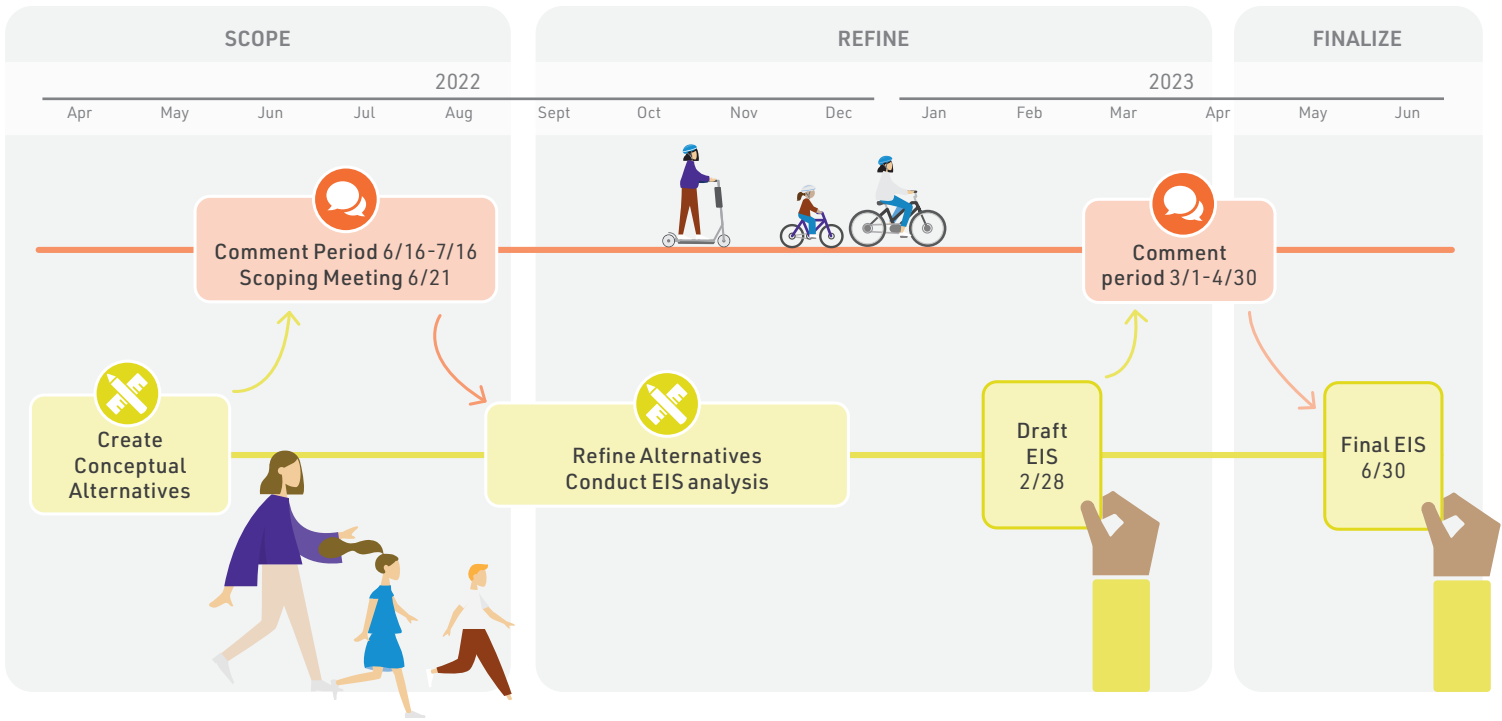 SCOPE
REFINE
FINALIZE
2022
2023
Apr May Jun Jul Aug Sept Oct Nov Dec Jan Feb Mar Apr May Jun
Comment Period 6/16-7/16
Scoping Meeting 6/21
Comment
period 3/1-4/30
Create
Conceptual
Alternatives
Refine Alternatives
Conduct EIS analysis
Draft
EIS
2/28
Final EIS
6/30